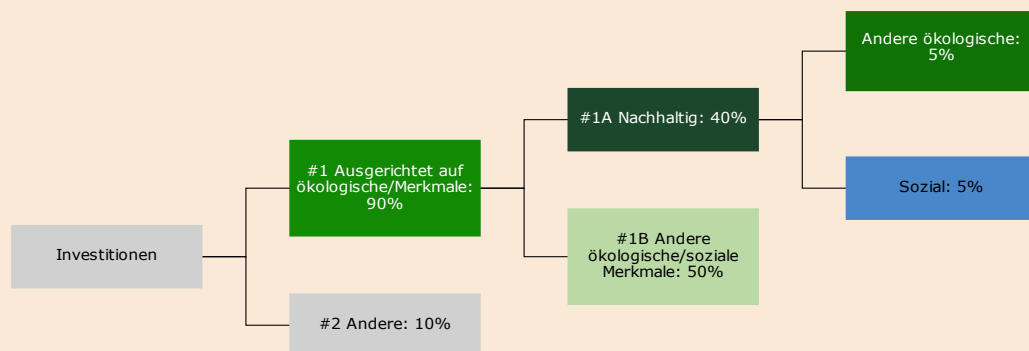 Investitionen
#1 Ausgerichtet auf
ökologische/Merkmale:
90%
#2 Andere: 10%
#1A Nachhaltig: 40%
#1B Andere
ökologische/soziale
Merkmale: 50%
Andere ökologische:
5%
Sozial: 5%